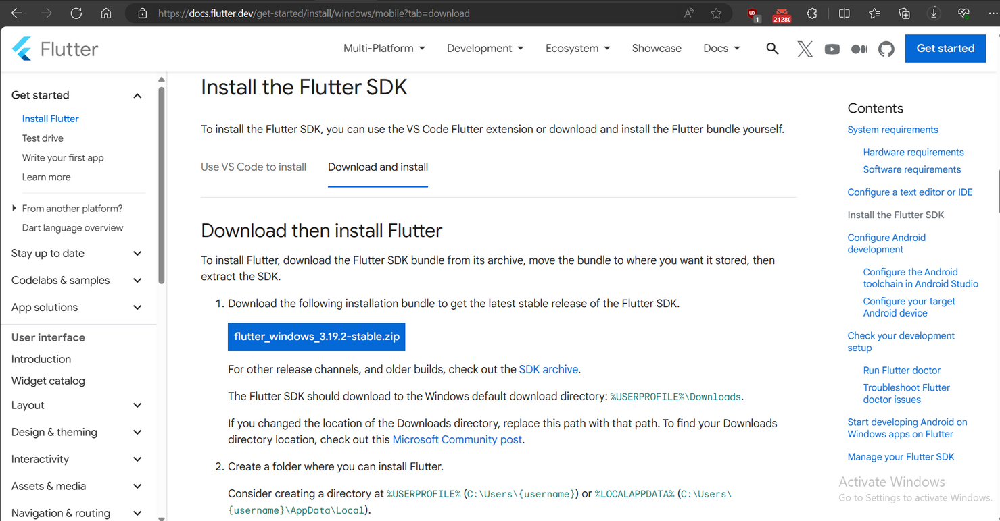 https://docs.flutter.dev/get-started/install/windows/mobile?tab=download
1
2128(
Flutter
Multi-Platform
Development
Ecosystem
Showcase
Docs
Get started
Get started
Install Flutter
Test drive
Write your first app
Learn more
From another platform?
Dart language overview
Stay up to date
Codelabs & samples
App solutions
User interface
Introduction
Widget catalog
Layout
Design & theming
Interactivity
Assets & media
Navigation & routing
Install the Flutter SDK
To install the Flutter SDK, you can use the VS Code Flutter extension or download and install the Flutter bundle yourself.
Use VS Code to install
Download and install
Download then install Flutter
To install Flutter, download the Flutter SDK bundle from its archive, move the bundle to where you want it stored, then
extract the SDK.
1. Download the following installation bundle to get the latest stable release of the Flutter SDK.
flutter_windows_3.19.2-stable.zip
For other release channels, and older builds, check out the SDK archive.
The Flutter SDK should download to the Windows default download directory: %USERPROFILE%\Downloads.
If you changed the location of the Downloads directory, replace this path with that path. To find your Downloads
directory location, check out this Microsoft Community post.
2. Create a folder where you can install Flutter.
Consider creating a directory at %USERPROFILE% (C:\Users\{username}) or %LOCALAPPDATA% (C:\Users\
{username}\AppData\Local).
Contents
System requirements
Hardware requirements
Software requirements
Configure a text editor or IDE
Install the Flutter SDK
Configure Android
development
Configure the Android
toolchain in Android Studio
Configure your target
Android device
Check your development
setup
Run Flutter doctor
Troubleshoot Flutter
doctor issues
Start developing Android on
Windows apps on Flutter
Manage your Flutter SDK
Activate Windows
Go to Settings to activate Windows.